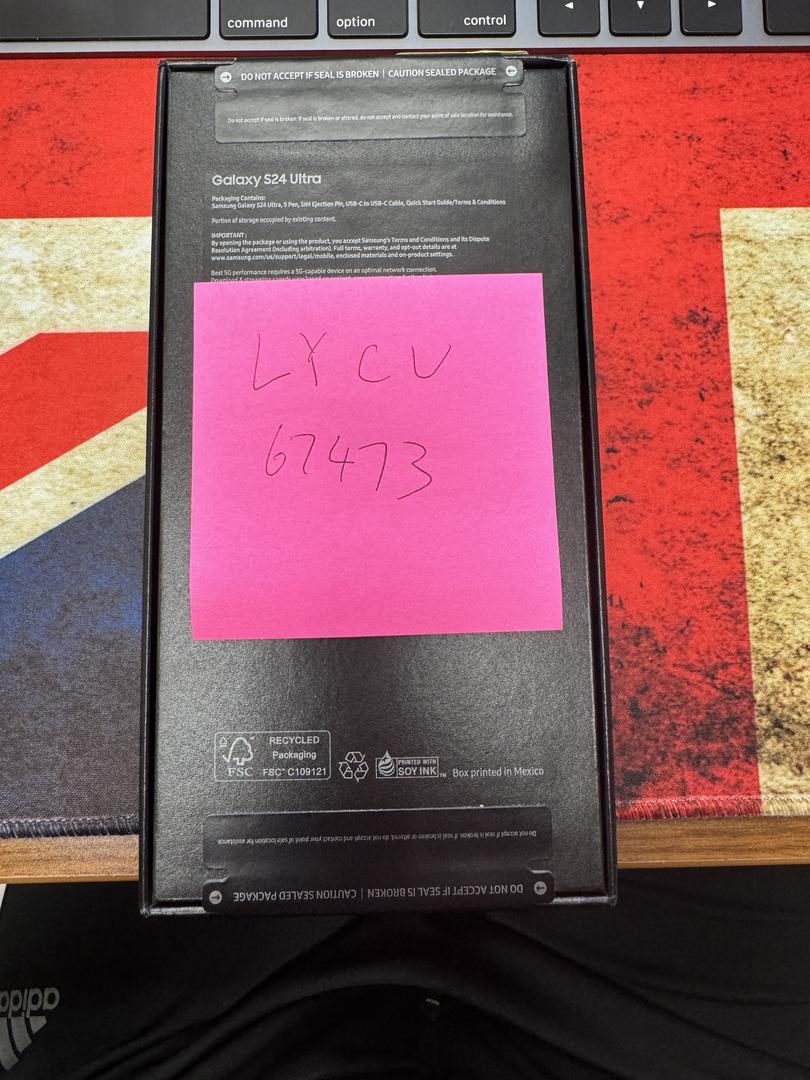 command
option
control
DO NOT ACCEPT IF SEAL IS BROKEN | CAUTION SEALED PACKAGE
Do not accept if seal is broken. If seal is broken or altered, do not accept and contact your point of sale location for assistance.
Galaxy S24 Ultra
Packaging Contains:
Samsung Galaxy S24 Ultra, S Pen, SIM Ejection Pin, USB-C to USB-C Cable, Quick Start Guide/Terms & Conditions
Portion of storage occupied by existing content.
IMPORTANT:
By opening the package or using the product, you accept Samsung's Terms and Conditions and its Dispute
Resolution Agreement (including arbitration). Full terms, warranty, and opt-out details are at
www.samsung.com/us/support/legal/mobile, enclosed materials and on-product settings.
Best 5G performance requires a 5G-capable device on an optimal network connection.
LYCU
67473
RECYCLED
Packaging
FSC
FSC™ C109121
PRINTED WITH
SOY INK™
Box printed in Mexico
Do not accept if seal is broken. If seal is broken or altered, do not accept and contact your point of sale location for assistance.
DO NOT ACCEPT IF SEAL IS BROKEN | CAUTION SEALED PACKAGE
adidas